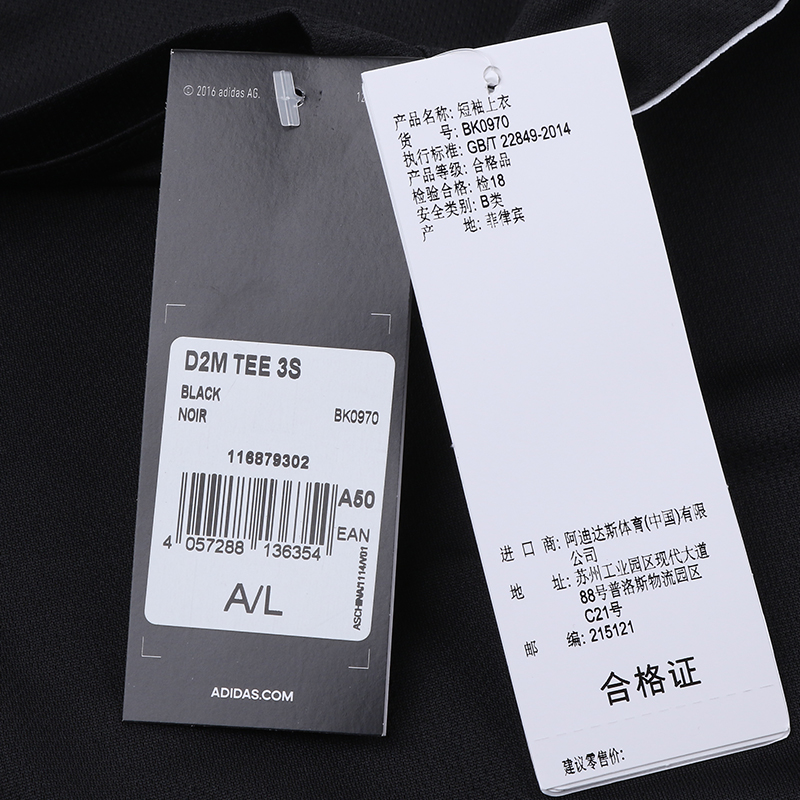 © 2016 adidas AG.
12
D2M TEE 3S
BLACK
NOIR BK0970
116879302
A50
EAN
4 057288 136354
ASCHINA/1114/V01
A/L
ADIDAS.COM
产品名称: 短袖上衣
货 号: BK0970
执行标准: GB/T 22849-2014
产品等级: 合格品
检验合格: 检18
安全类别: B类
产 地: 菲律宾
进 口 商: 阿迪达斯体育(中国)有限
公司
地 址: 苏州工业园区现代大道
88号普洛斯物流园区
C21号
邮 编: 215121
合格证
建议零售价: